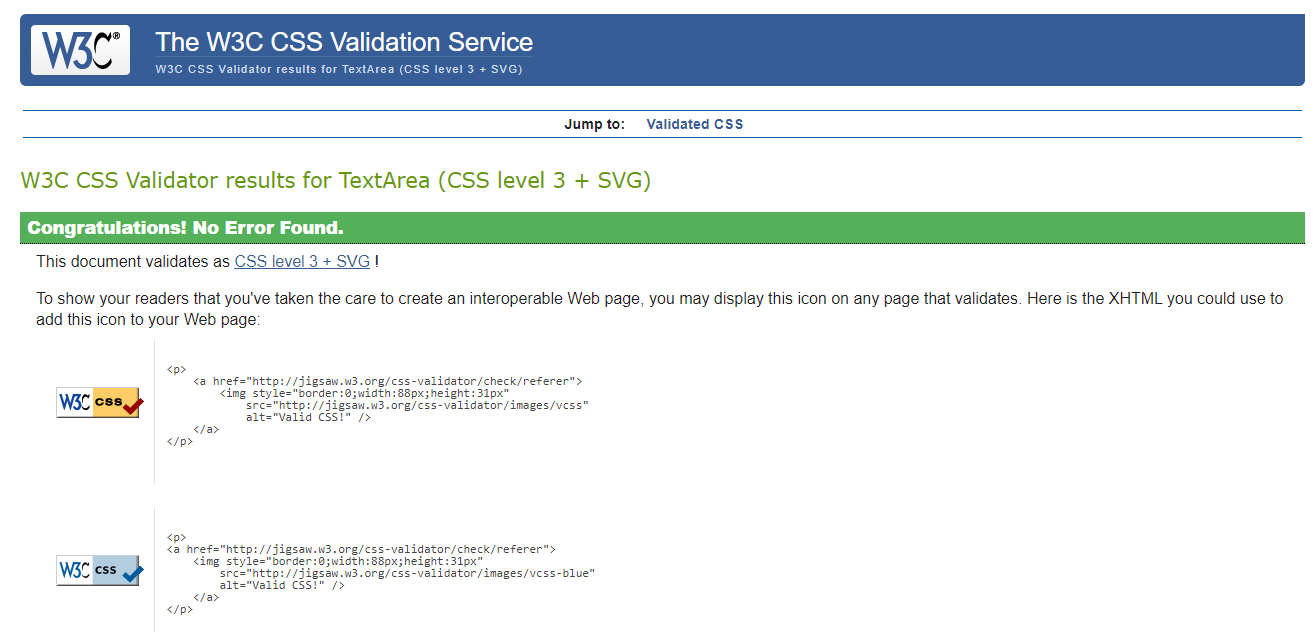 W3C® The W3C CSS Validation Service
W3C CSS Validator results for TextArea (CSS level 3 + SVG)
Jump to: Validated CSS
W3C CSS Validator results for TextArea (CSS level 3 + SVG)
Congratulations! No Error Found.
This document validates as CSS level 3 + SVG !
To show your readers that you've taken the care to create an interoperable Web page, you may display this icon on any page that validates. Here is the XHTML you could use to
add this icon to your Web page:
W3C css
<p>
    <a href="http://jigsaw.w3.org/css-validator/check/referer">
        <img style="border:0;width:88px;height:31px"
            src="http://jigsaw.w3.org/css-validator/images/vcss"
            alt="Valid CSS!" />
    </a>
</p>
W3C css
<p>
<a href="http://jigsaw.w3.org/css-validator/check/referer">
    <img style="border:0;width:88px;height:31px"
        src="http://jigsaw.w3.org/css-validator/images/vcss-blue"
        alt="Valid CSS!" />
    </a>
</p>